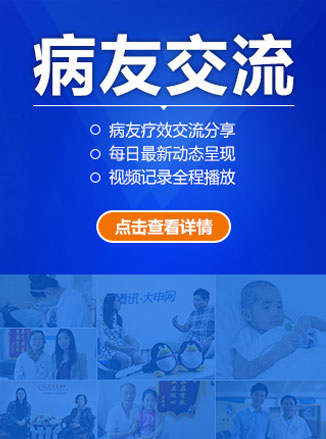 病友交流
病友疗效交流分享
每日最新动态呈现
视频记录全程播放
点击查看详情
腾讯·大申网